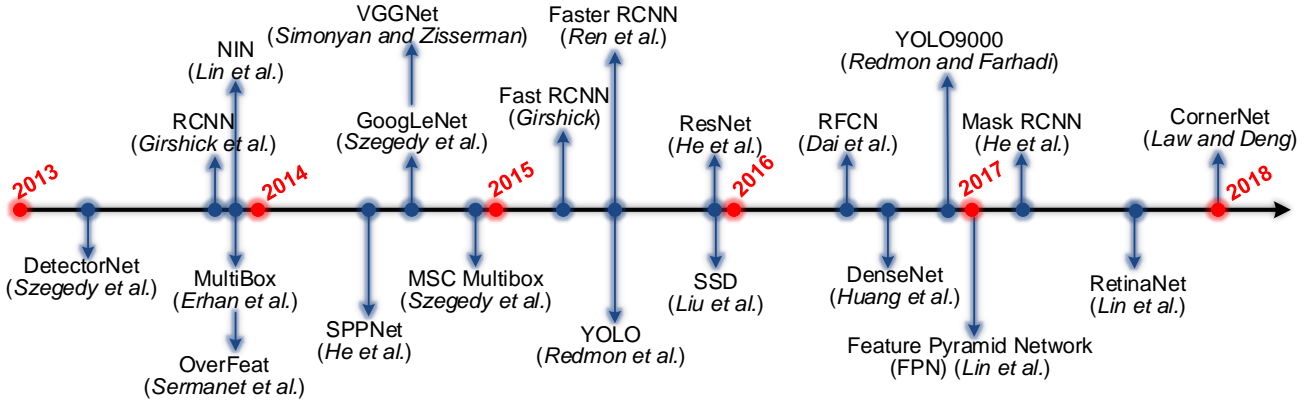 VGGNet
(Simonyan and Zisserman)
Faster RCNN
(Ren et al.)
NIN
(Lin et al.)
YOLO9000
(Redmon and Farhadi)
RCNN
(Girshick et al.)
GoogLeNet
(Szegedy et al.)
Fast RCNN
(Girshick)
ResNet
(He et al.)
RFCN
(Dai et al.)
Mask RCNN
(He et al.)
CornerNet
(Law and Deng)
2013
2014
2015
2016
2017
2018
DetectorNet
(Szegedy et al.)
MultiBox
(Erhan et al.)
OverFeat
(Sermanet et al.)
SPPNet
(He et al.)
MSC Multibox
(Szegedy et al.)
YOLO
(Redmon et al.)
SSD
(Liu et al.)
DenseNet
(Huang et al.)
Feature Pyramid Network
(FPN) (Lin et al.)
RetinaNet
(Lin et al.)